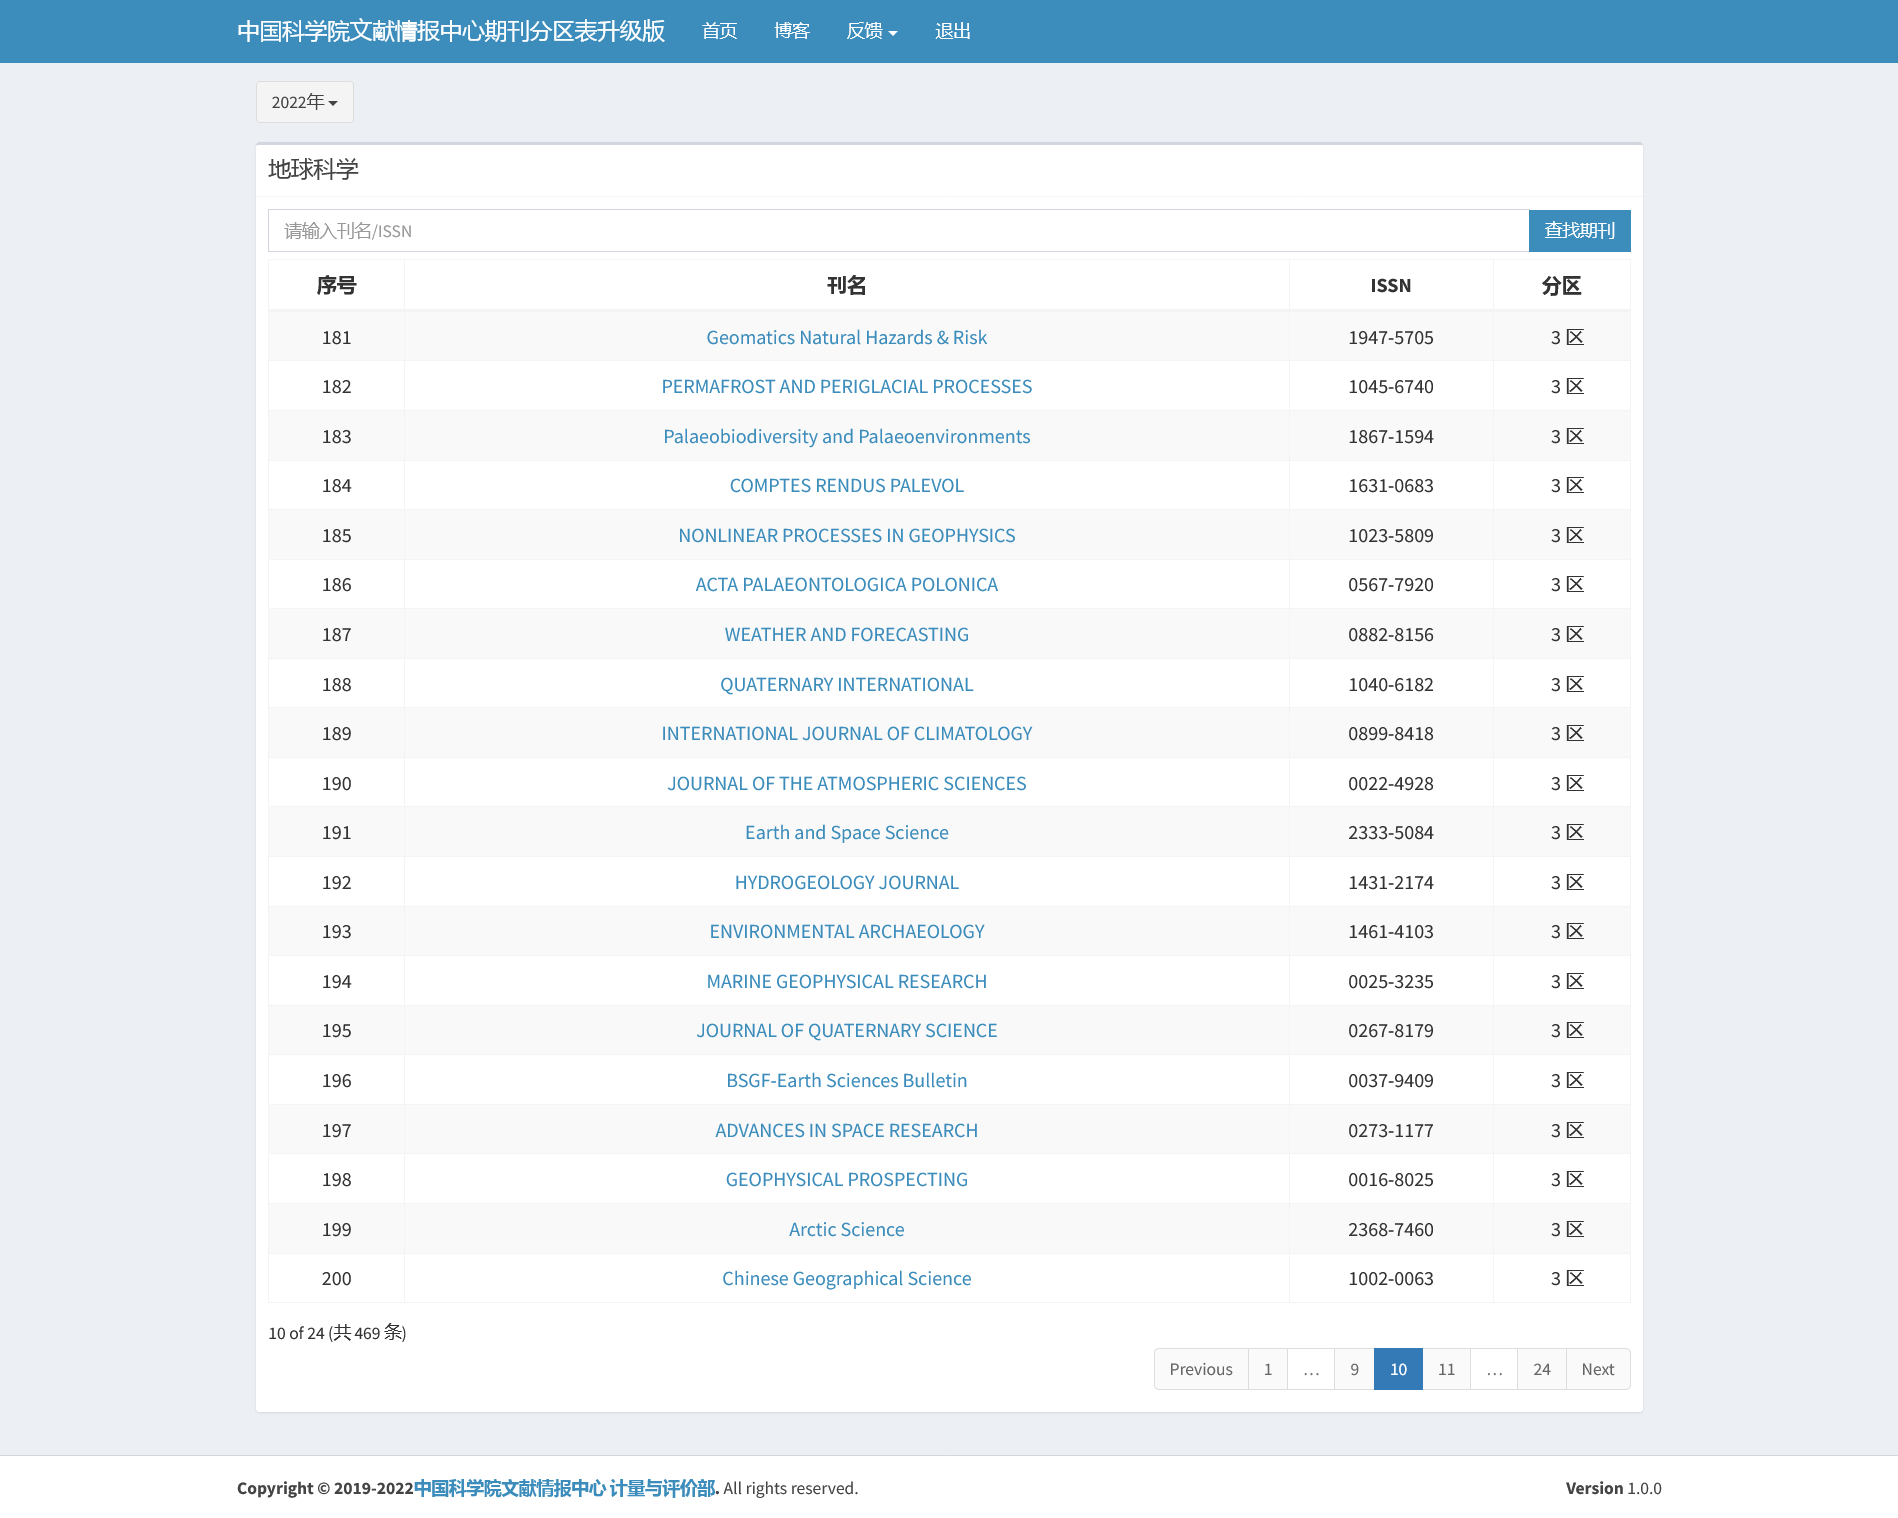 中国科学院文献情报中心期刊分区表升级版 首页 博客 反馈 退出
2022年
地球科学
请输入刊名/ISSN 查找期刊
序号 刊名 ISSN 分区
181 Geomatics Natural Hazards & Risk 1947-5705 3 区
182 PERMAFROST AND PERIGLACIAL PROCESSES 1045-6740 3 区
183 Palaeobiodiversity and Palaeoenvironments 1867-1594 3 区
184 COMPTES RENDUS PALEVOL 1631-0683 3 区
185 NONLINEAR PROCESSES IN GEOPHYSICS 1023-5809 3 区
186 ACTA PALAEONTOLOGICA POLONICA 0567-7920 3 区
187 WEATHER AND FORECASTING 0882-8156 3 区
188 QUATERNARY INTERNATIONAL 1040-6182 3 区
189 INTERNATIONAL JOURNAL OF CLIMATOLOGY 0899-8418 3 区
190 JOURNAL OF THE ATMOSPHERIC SCIENCES 0022-4928 3 区
191 Earth and Space Science 2333-5084 3 区
192 HYDROGEOLOGY JOURNAL 1431-2174 3 区
193 ENVIRONMENTAL ARCHAEOLOGY 1461-4103 3 区
194 MARINE GEOPHYSICAL RESEARCH 0025-3235 3 区
195 JOURNAL OF QUATERNARY SCIENCE 0267-8179 3 区
196 BSGF-Earth Sciences Bulletin 0037-9409 3 区
197 ADVANCES IN SPACE RESEARCH 0273-1177 3 区
198 GEOPHYSICAL PROSPECTING 0016-8025 3 区
199 Arctic Science 2368-7460 3 区
200 Chinese Geographical Science 1002-0063 3 区
10 of 24 (共 469 条)
Previous 1 … 9 10 11 … 24 Next
Copyright © 2019-2022中国科学院文献情报中心 计量与评价部. All rights reserved. Version 1.0.0